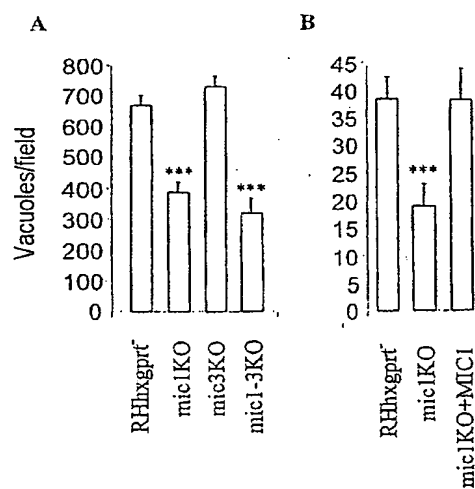 A
B
Vacuoles/field
800
700
600
500
400
300
200
100
0
***
***
RHhxgprt-
mic1KO
mic3KO
mic1-3KO
45
40
35
30
25
20
15
10
5
0
***
RHhxgprt-
mic1KO
mic1KO+MIC1